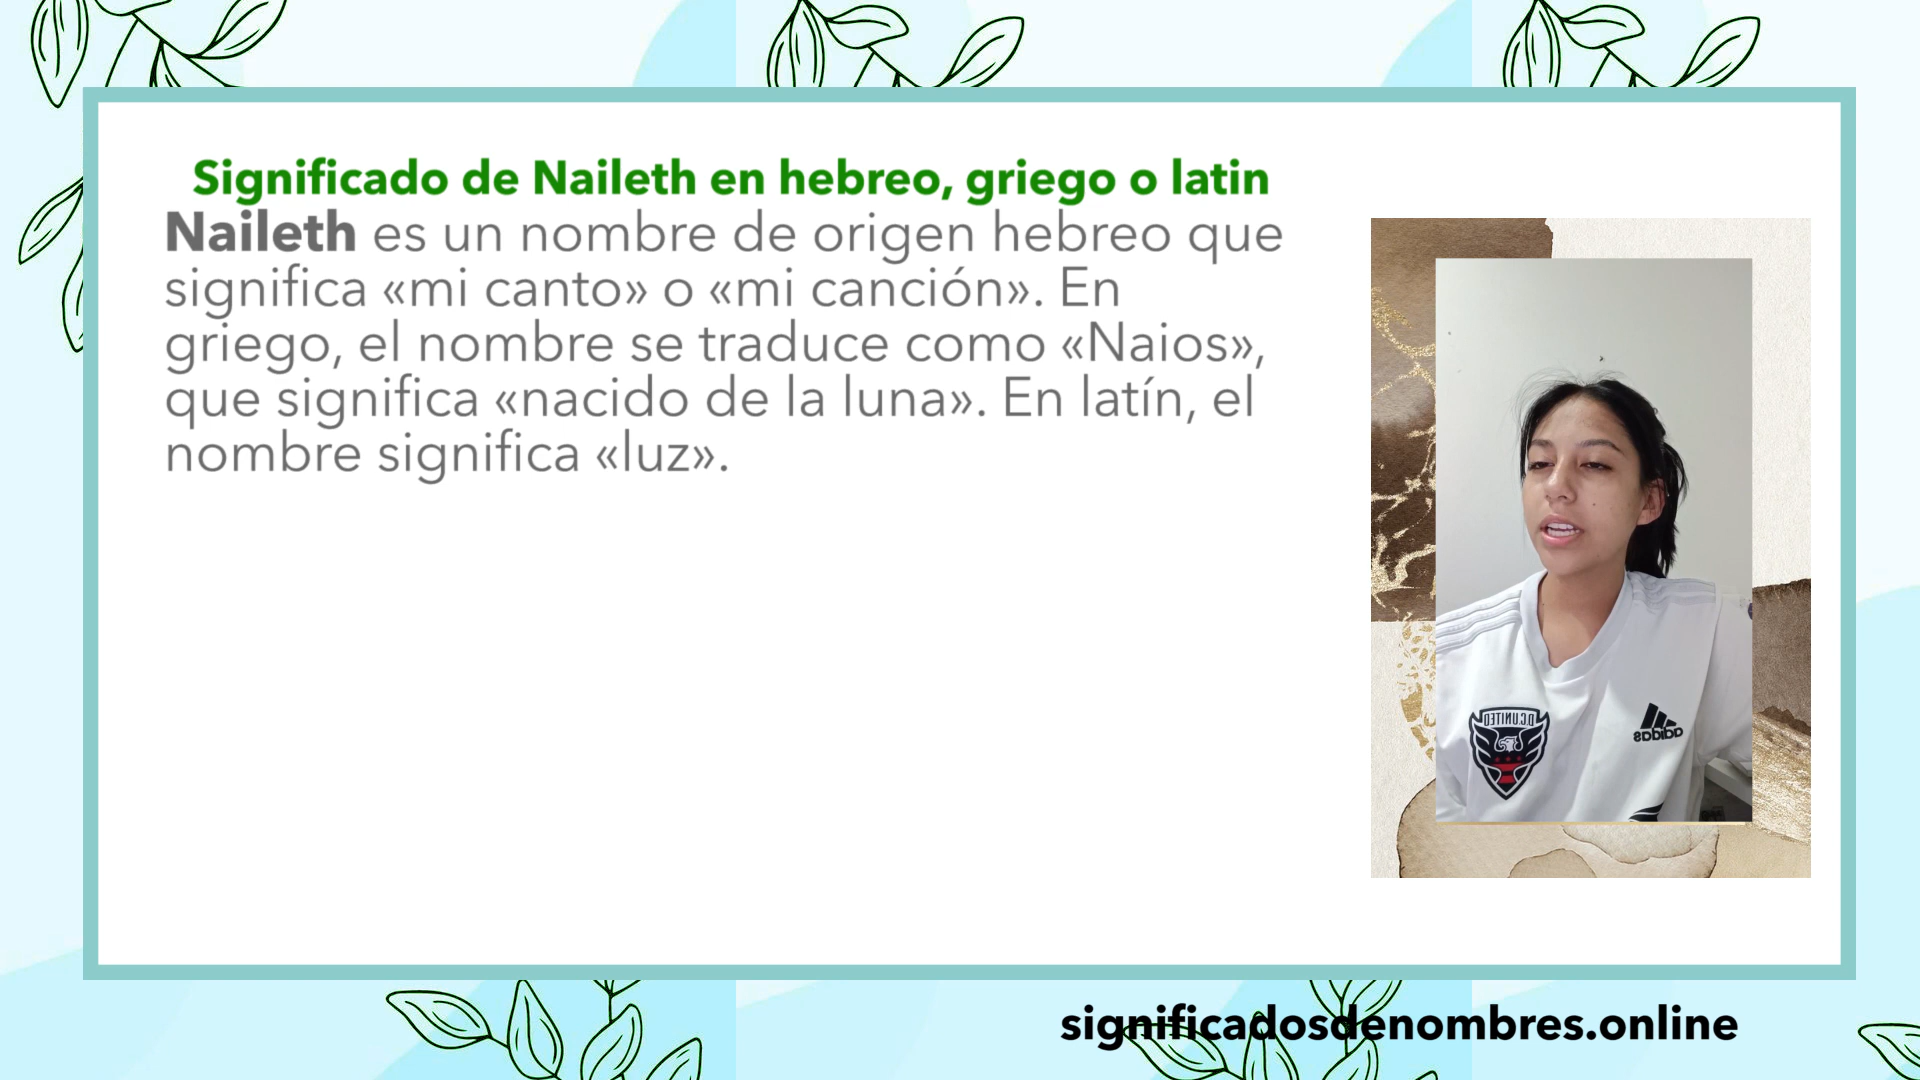 Significado de Naileth en hebreo, griego o latin
Naileth es un nombre de origen hebreo que
significa «mi canto» o «mi canción». En
griego, el nombre se traduce como «Naios»,
que significa «nacido de la luna». En latín, el
nombre significa «luz».
D.C.UNITED
adidas
significadosdenombres.online